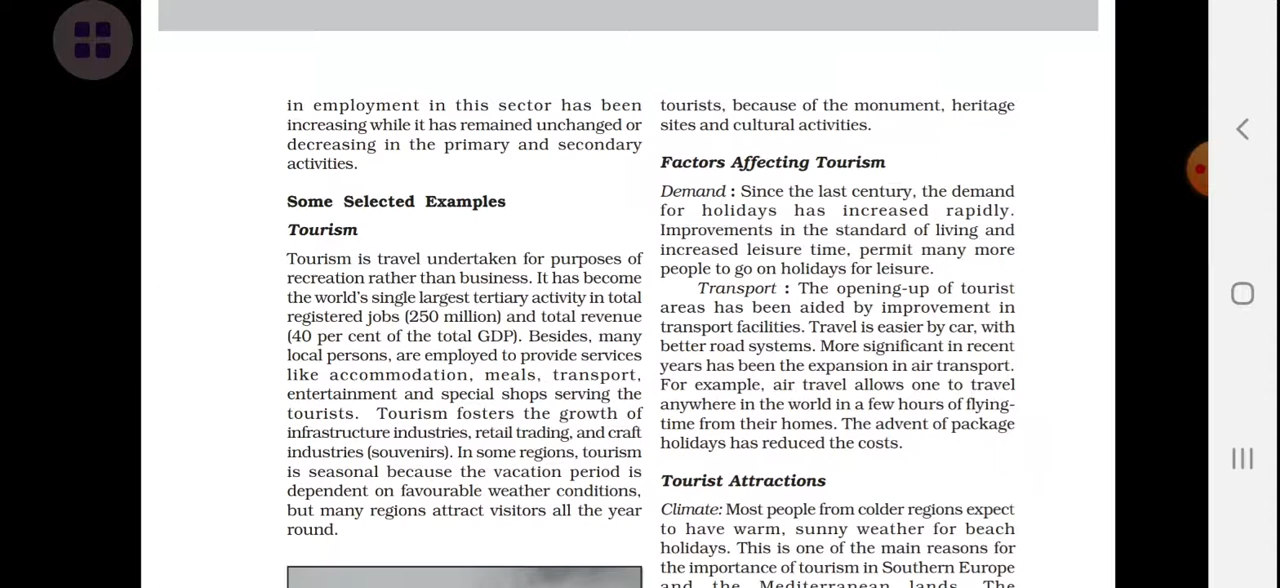 in employment in this sector has been
increasing while it has remained unchanged or
decreasing in the primary and secondary
activities.
Some Selected Examples
Tourism
Tourism is travel undertaken for purposes of
recreation rather than business. It has become
the world's single largest tertiary activity in total
registered jobs (250 million) and total revenue
(40 per cent of the total GDP). Besides, many
local persons, are employed to provide services
like accommodation, meals, transport,
entertainment and special shops serving the
tourists. Tourism fosters the growth of
infrastructure industries, retail trading, and craft
industries (souvenirs). In some regions, tourism
is seasonal because the vacation period is
dependent on favourable weather conditions,
but many regions attract visitors all the year
round.
tourists, because of the monument, heritage
sites and cultural activities.
Factors Affecting Tourism
Demand : Since the last century, the demand
for holidays has increased rapidly.
Improvements in the standard of living and
increased leisure time, permit many more
people to go on holidays for leisure.
Transport : The opening-up of tourist
areas has been aided by improvement in
transport facilities. Travel is easier by car, with
better road systems. More significant in recent
years has been the expansion in air transport.
For example, air travel allows one to travel
anywhere in the world in a few hours of flying-
time from their homes. The advent of package
holidays has reduced the costs.
Tourist Attractions
Climate: Most people from colder regions expect
to have warm, sunny weather for beach
holidays. This is one of the main reasons for
the importance of tourism in Southern Europe
and the Mediterranean lands. The